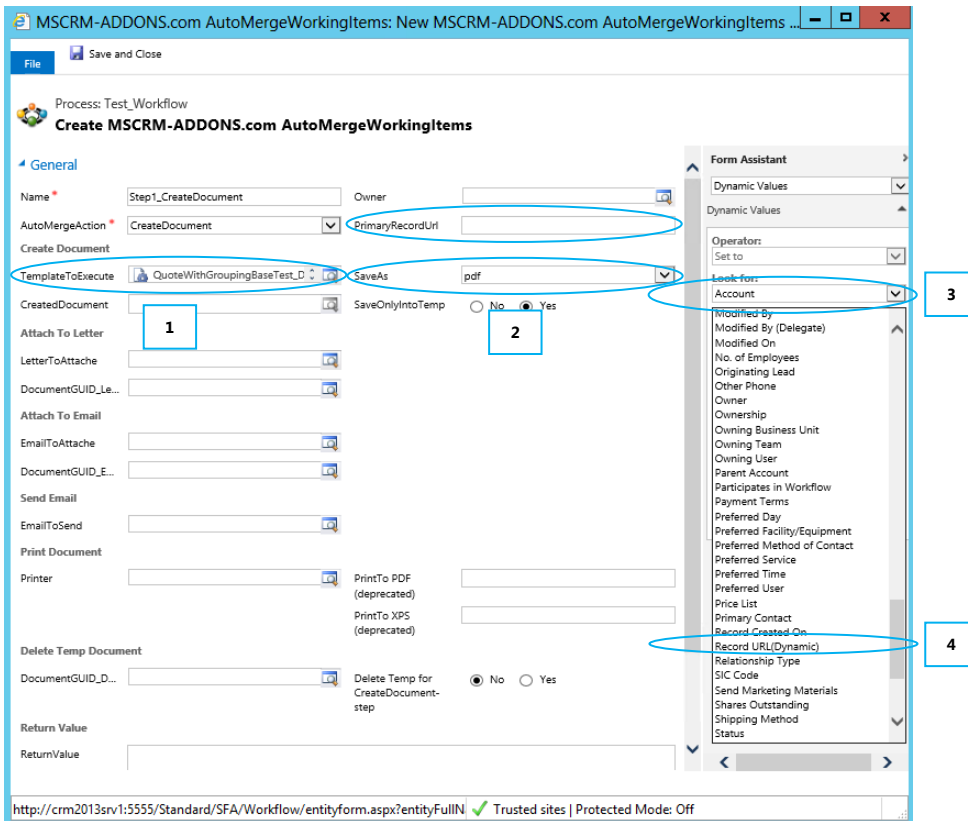 MSCRM-ADDONS.com AutoMergeWorkingItems: New MSCRM-ADDONS.com AutoMergeWorkingItems ...
File
Save and Close
Process: Test_Workflow
Create MSCRM-ADDONS.com AutoMergeWorkingItems
General
Name * Step1_CreateDocument Owner
AutoMergeAction * CreateDocument PrimaryRecordUrl
Create Document
TemplateToExecute QuoteWithGroupingBaseTest_D SaveAs pdf
CreatedDocument SaveOnlyIntoTemp No Yes
1
2
Attach To Letter
LetterToAttache
DocumentGUID_Le...
Attach To Email
EmailToAttache
DocumentGUID_E...
Send Email
EmailToSend
Print Document
Printer PrintTo PDF
(deprecated)
PrintTo XPS
(deprecated)
Delete Temp Document
DocumentGUID_D... Delete Temp for No Yes
CreateDocument-
step
Return Value
ReturnValue
Form Assistant
Dynamic Values
Dynamic Values
Operator:
Set to
Look for:
Account
3
Modified By
Modified By (Delegate)
Modified On
No. of Employees
Originating Lead
Other Phone
Owner
Ownership
Owning Business Unit
Owning Team
Owning User
Parent Account
Participates in Workflow
Payment Terms
Preferred Day
Preferred Facility/Equipment
Preferred Method of Contact
Preferred Service
Preferred Time
Preferred User
Price List
Primary Contact
Record Created On
Record URL(Dynamic)
4
Relationship Type
SIC Code
Send Marketing Materials
Shares Outstanding
Shipping Method
Status
http://crm2013srv1:5555/Standard/SFA/Workflow/entityform.aspx?entityFullN Trusted sites | Protected Mode: Off